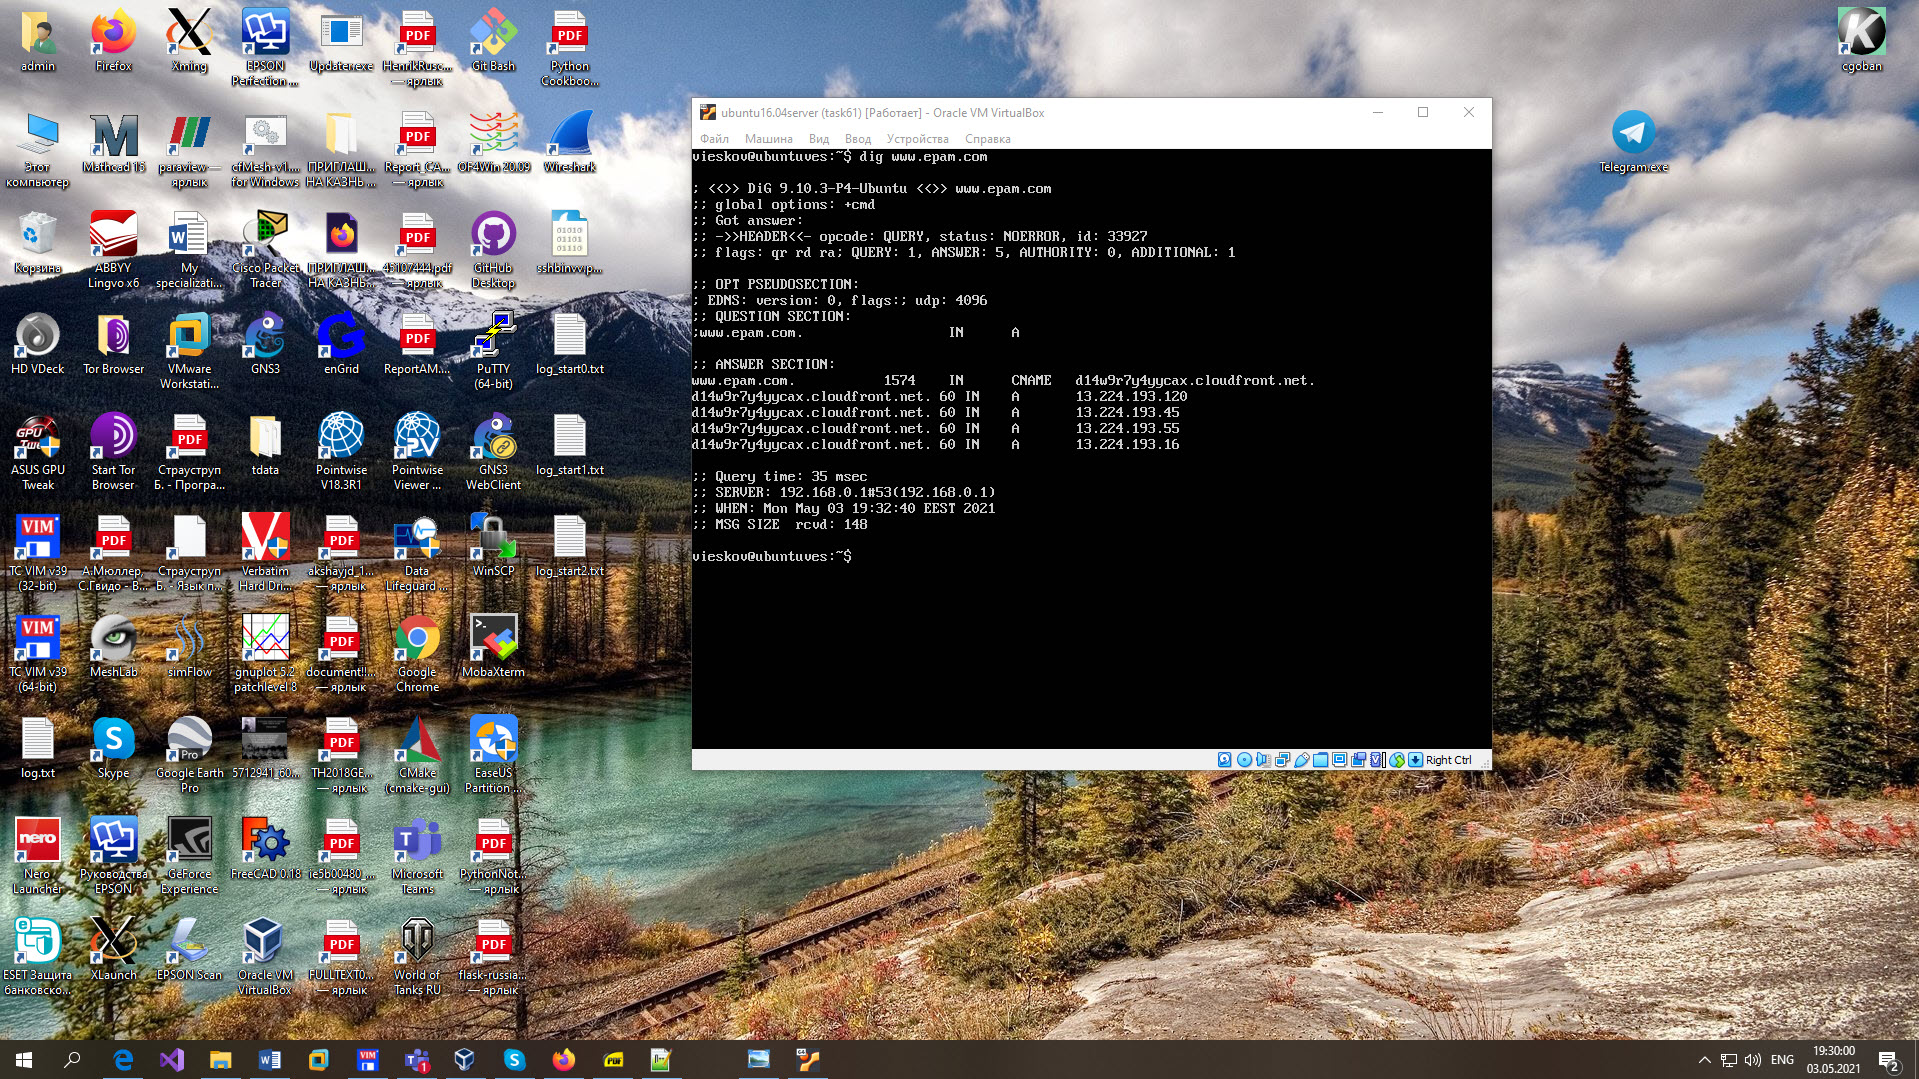 admin
Firefox
Xming
EPSON
Perfection ...
Updater.exe
HenrikRusc...
— ярлык
Git Bash
Python
Cookboo...
cgoban
Этот
компьютер
Mathcad 15
paraview —
ярлык
cfMesh-v1....
for Windows
ПРИГЛАШ...
НА КАЗНЬ ...
Report_CA...
— ярлык
OF4Win 20.09
Wireshark
Telegram.exe
Корзина
ABBYY
Lingvo x6
My
specializati...
Cisco Packet
Tracer
ПРИГЛАШ...
НА КАЗНЬ...
45107444.pdf
— ярлык
GitHub
Desktop
sshbinvv.p...
HD VDeck
Tor Browser
VMware
Workstati...
GNS3
enGrid
ReportAM....
PuTTY
(64-bit)
log_start0.txt
ASUS GPU
Tweak
Start Tor
Browser
Страуструп
Б. - Програ...
tdata
Pointwise
V18.3R1
Pointwise
Viewer ...
GNS3
WebClient
log_start1.txt
TC VIM v39
(32-bit)
А.Мюллер,
С.Гвидо - В...
Страуструп
Б. - Язык п...
Verbatim
Hard Dri...
akshayjd_1...
— ярлык
Data
Lifeguard ...
WinSCP
log_start2.txt
TC VIM v39
(64-bit)
MeshLab
simFlow
gnuplot 5.2
patchlevel 8
document!!...
— ярлык
Google
Chrome
MobaXterm
log.txt
Skype
Google Earth
Pro
5712941_60...
TH2018GE...
— ярлык
CMake
(cmake-gui)
EaseUS
Partition ...
Nero
Launcher
Руководства
EPSON
GeForce
Experience
FreeCAD 0.18
ie5b00480_...
— ярлык
Microsoft
Teams
PythonNot...
— ярлык
ESET Защита
банковско...
XLaunch
EPSON Scan
Oracle VM
VirtualBox
FULLTEXT0...
— ярлык
World of
Tanks RU
flask-russia...
— ярлык
ubuntu16.04server (task61) [Работает] - Oracle VM VirtualBox
Файл Машина Вид Ввод Устройства Справка
vieskov@ubuntuves:~$ dig www.epam.com
; <<>> DiG 9.10.3-P4-Ubuntu <<>> www.epam.com
;; global options: +cmd
;; Got answer:
;; ->>HEADER<<- opcode: QUERY, status: NOERROR, id: 33927
;; flags: qr rd ra; QUERY: 1, ANSWER: 5, AUTHORITY: 0, ADDITIONAL: 1
;; OPT PSEUDOSECTION:
; EDNS: version: 0, flags:; udp: 4096
;; QUESTION SECTION:
;www.epam.com. IN A
;; ANSWER SECTION:
www.epam.com. 1574 IN CNAME d14w9r7y4yycax.cloudfront.net.
d14w9r7y4yycax.cloudfront.net. 60 IN A 13.224.193.120
d14w9r7y4yycax.cloudfront.net. 60 IN A 13.224.193.45
d14w9r7y4yycax.cloudfront.net. 60 IN A 13.224.193.55
d14w9r7y4yycax.cloudfront.net. 60 IN A 13.224.193.16
;; Query time: 35 msec
;; SERVER: 192.168.0.1#53(192.168.0.1)
;; WHEN: Mon May 03 19:32:40 EEST 2021
;; MSG SIZE rcvd: 148
vieskov@ubuntuves:~$
Right Ctrl
ENG
19:30:00
03.05.2021